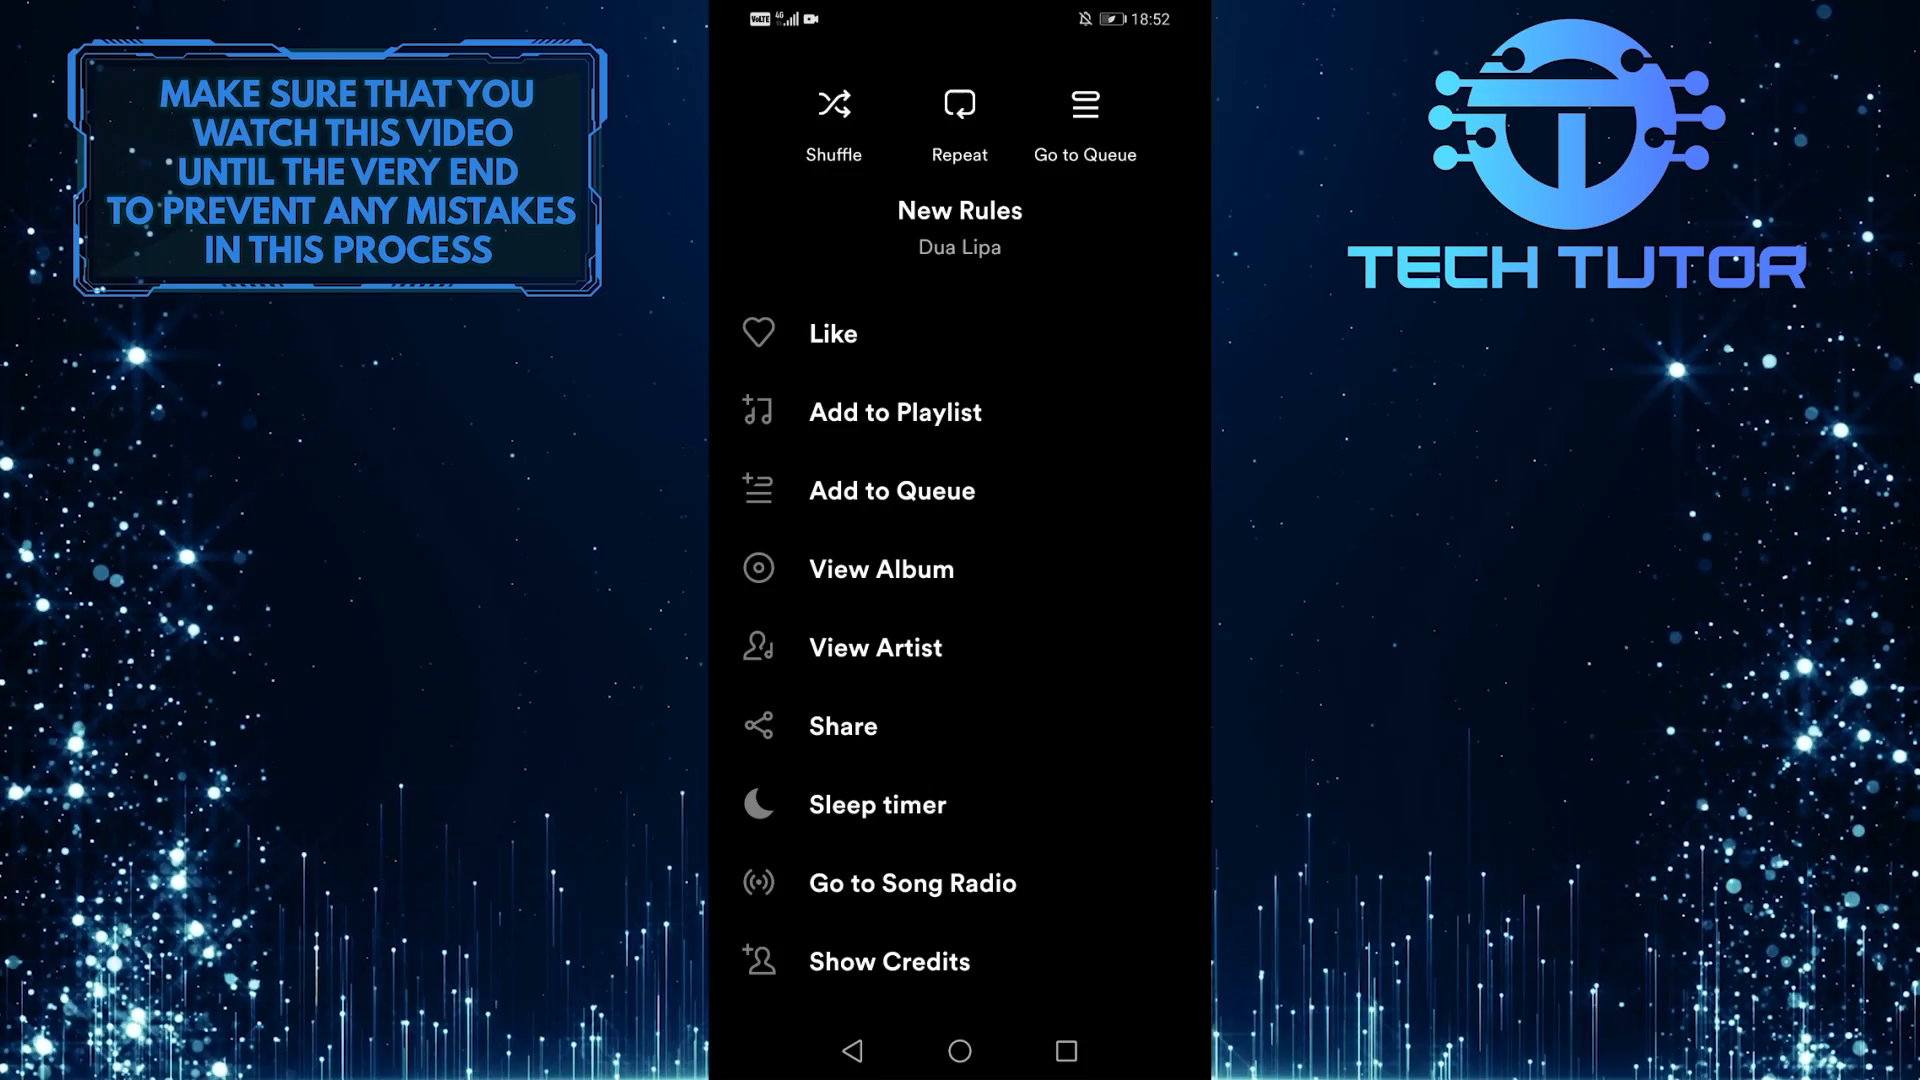 MAKE SURE THAT YOU
WATCH THIS VIDEO
UNTIL THE VERY END
TO PREVENT ANY MISTAKES
IN THIS PROCESS
VoLTE 4G 18:52
Shuffle Repeat Go to Queue
New Rules
Dua Lipa
Like
Add to Playlist
Add to Queue
View Album
View Artist
Share
Sleep timer
Go to Song Radio
Show Credits
TECH TUTOR